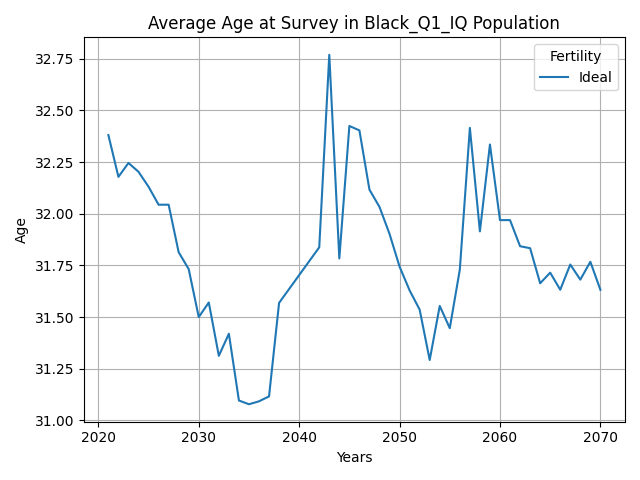 Average Age at Survey in Black_Q1_IQ Population
Fertility
Ideal
32.75
32.50
32.25
32.00
31.75
31.50
31.25
31.00
Age
2020 2030 2040 2050 2060 2070
Years